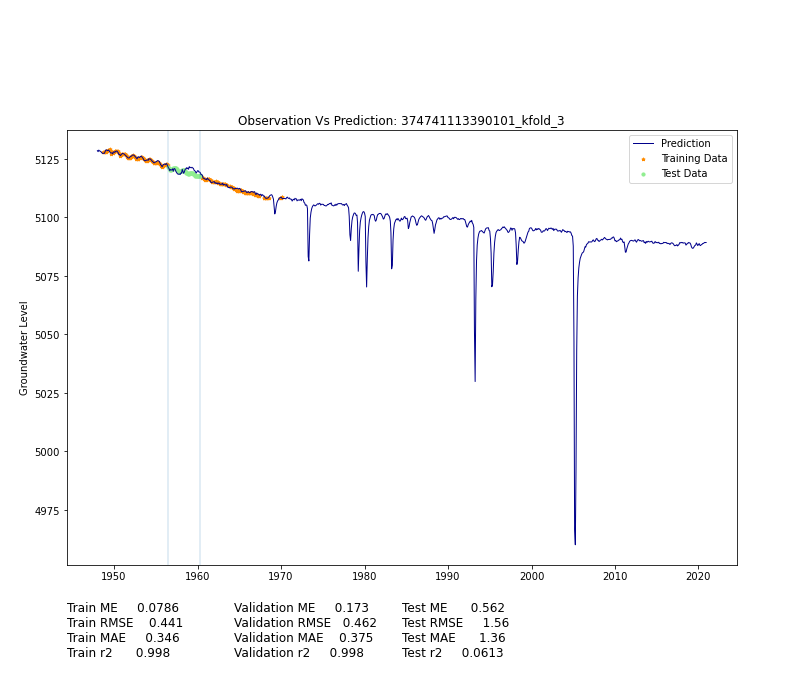 Observation Vs Prediction: 374741113390101_kfold_3
Prediction
Training Data
Test Data
Groundwater Level
5125
5100
5075
5050
5025
5000
4975
1950 1960 1970 1980 1990 2000 2010 2020
Train ME 0.0786 Validation ME 0.173 Test ME 0.562
Train RMSE 0.441 Validation RMSE 0.462 Test RMSE 1.56
Train MAE 0.346 Validation MAE 0.375 Test MAE 1.36
Train r2 0.998 Validation r2 0.998 Test r2 0.0613